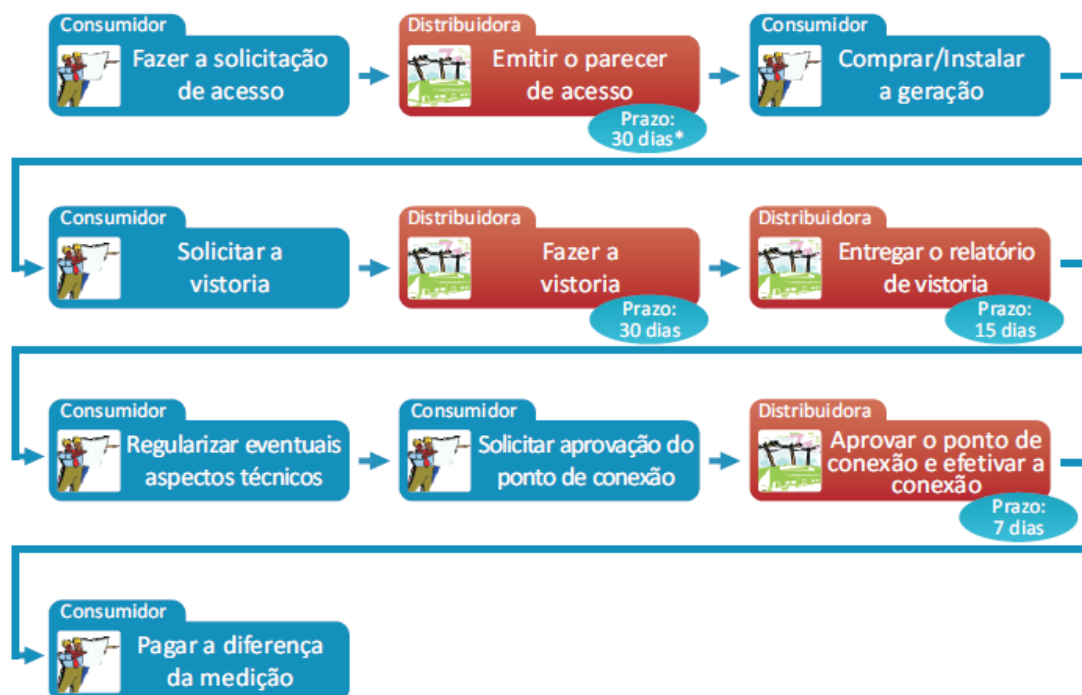 Consumidor
Fazer a solicitação
de acesso
Distribuidora
Emitir o parecer
de acesso
Prazo:
30 dias*
Consumidor
Comprar/Instalar
a geração
Consumidor
Solicitar a
vistoria
Distribuidora
Fazer a
vistoria
Prazo:
30 dias
Distribuidora
Entregar o relatório
de vistoria
Prazo:
15 dias
Consumidor
Regularizar eventuais
aspectos técnicos
Consumidor
Solicitar aprovação do
ponto de conexão
Distribuidora
Aprovar o ponto de
conexão e efetivar a
conexão
Prazo:
7 dias
Consumidor
Pagar a diferença
da medição